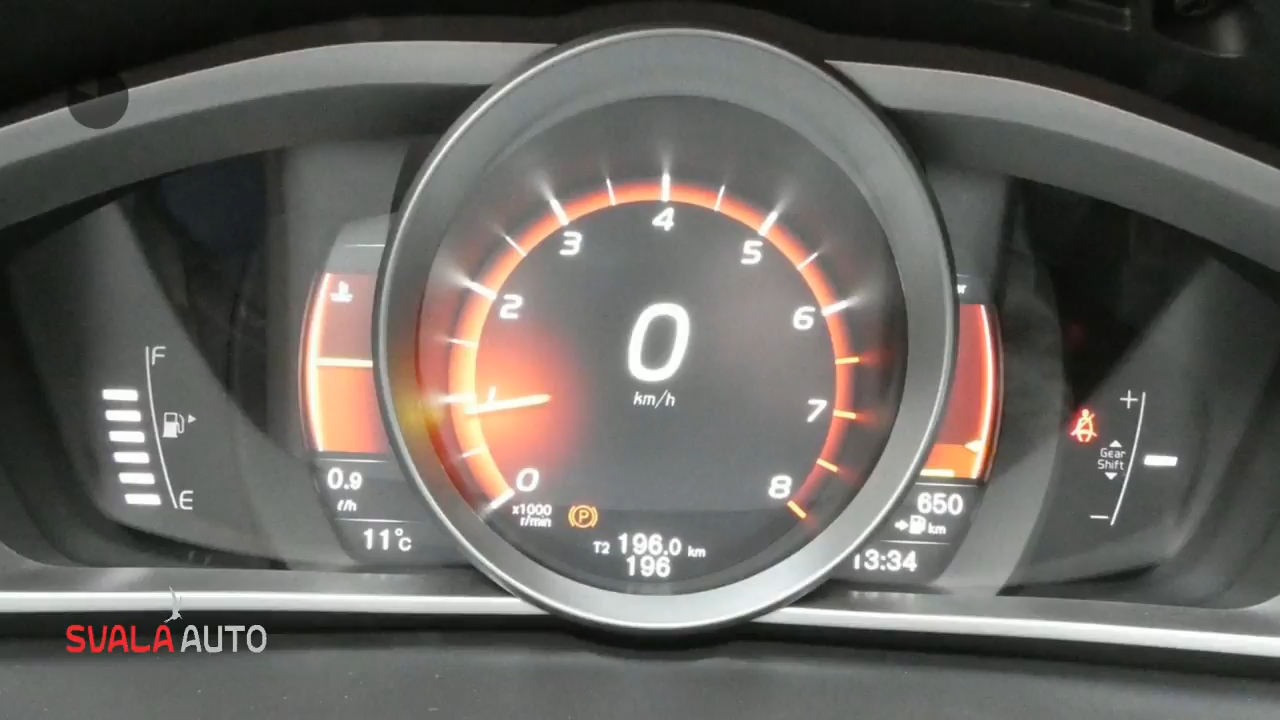 4
3
5
2
6
1
7
0
8
0
km/h
x1000
r/min
P
T2 196.0 km
196
F
E
0.9
ℓ/h
11°c
650
km
13:34
+
Gear
Shift
−
SVALA AUTO